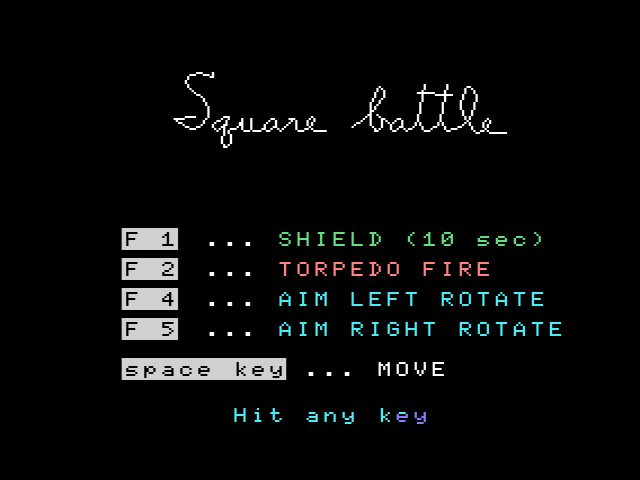 Square battle
F 1 ... SHIELD (10 sec)
F 2 ... TORPEDO FIRE
F 4 ... AIM LEFT ROTATE
F 5 ... AIM RIGHT ROTATE
space key ... MOVE
Hit any key